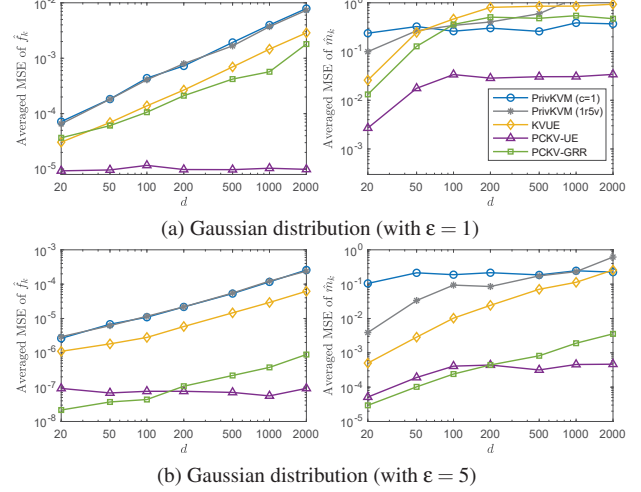 Averaged MSE of f̂_k
10^-2
10^-3
10^-4
10^-5
20 50 100 200 500 1000 2000
d
Averaged MSE of m̂_k
10^0
10^-1
10^-2
10^-3
PrivKVM (c=1)
PrivKVM (1r5v)
KVUE
PCKV-UE
PCKV-GRR
20 50 100 200 500 1000 2000
d
(a) Gaussian distribution (with ε = 1)
Averaged MSE of f̂_k
10^-3
10^-4
10^-5
10^-6
10^-7
10^-8
20 50 100 200 500 1000 2000
d
Averaged MSE of m̂_k
10^0
10^-1
10^-2
10^-3
10^-4
10^-5
20 50 100 200 500 1000 2000
d
(b) Gaussian distribution (with ε = 5)